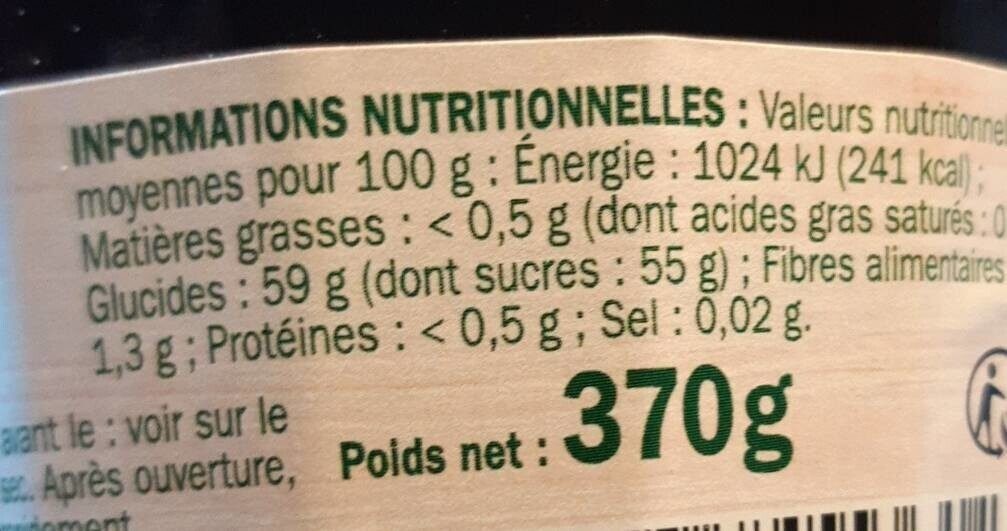 INFORMATIONS NUTRITIONNELLES : Valeurs
moyennes pour 100 g : Énergie : 1024 kJ (241 kcal) ;
Matières grasses : < 0,5 g (dont acides gras saturés :
Glucides : 59 g (dont sucres : 55 g) ; Fibres alimentaires
1,3 g ; Protéines : < 0,5 g ; Sel : 0,02 g.
le : voir sur le
Après ouverture,
Poids net : 370g